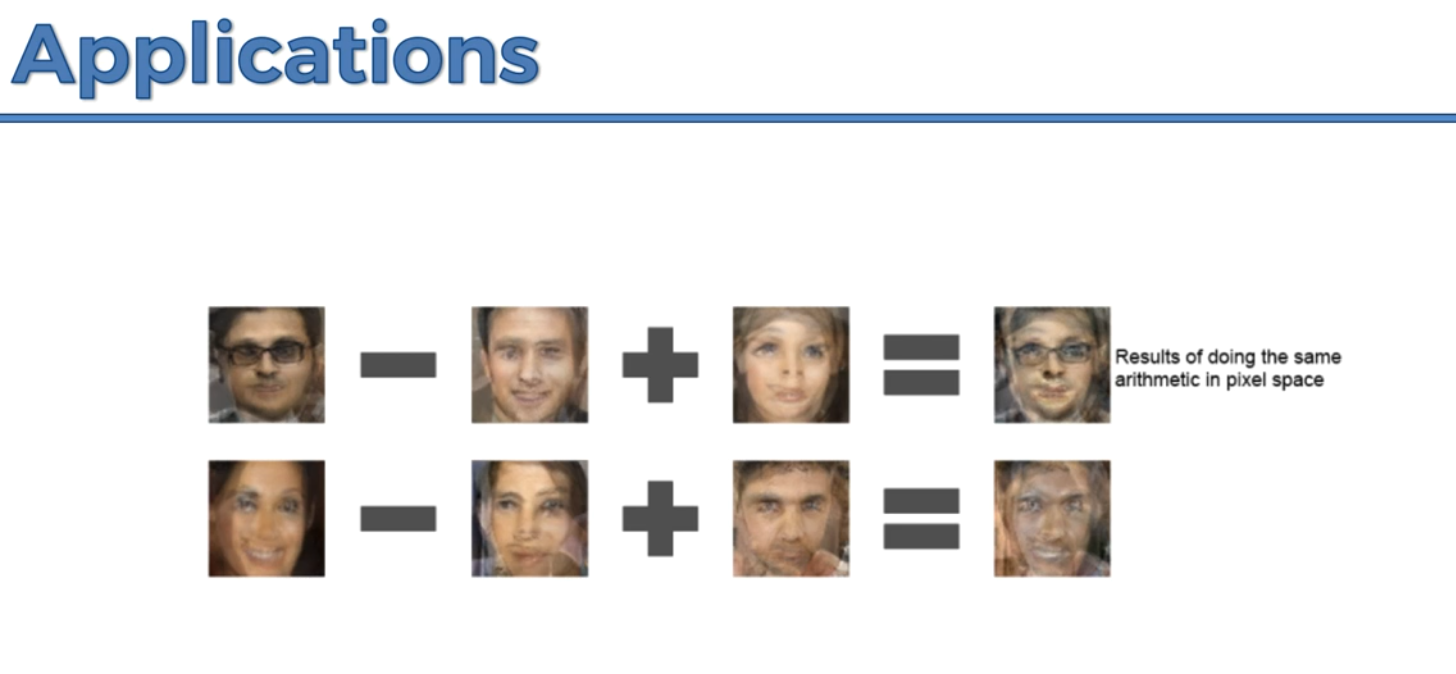 Applications
Results of doing the same
arithmetic in pixel space